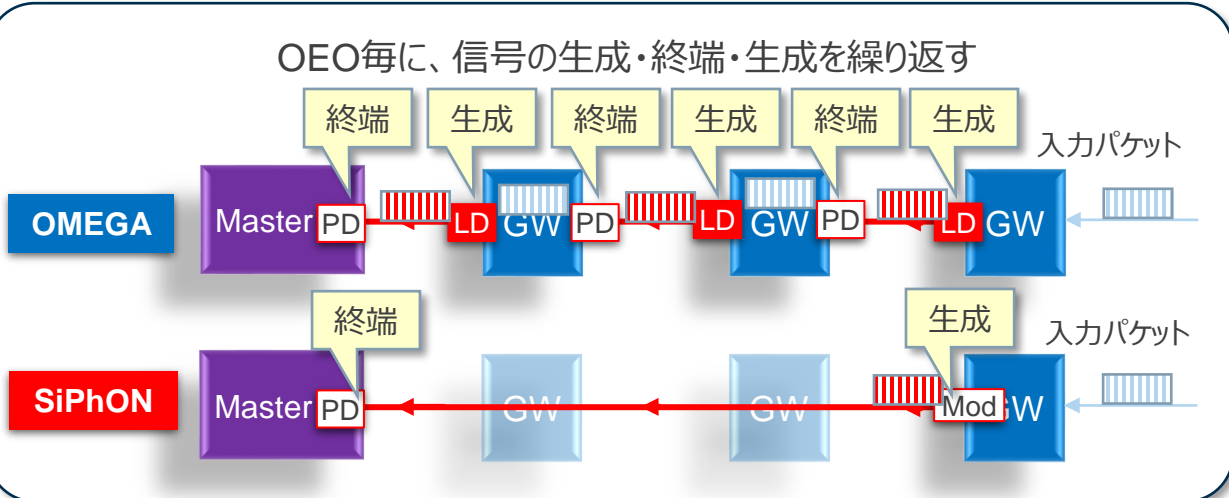 OEO毎に、信号の生成・終端・生成を繰り返す
終端
生成
終端
生成
終端
生成
入力パケット
OMEGA
Master
PD
LD
GW
PD
LD
GW
PD
LD
GW
終端
生成
入力パケット
SiPhON
Master
PD
GW
GW
Mod
GW